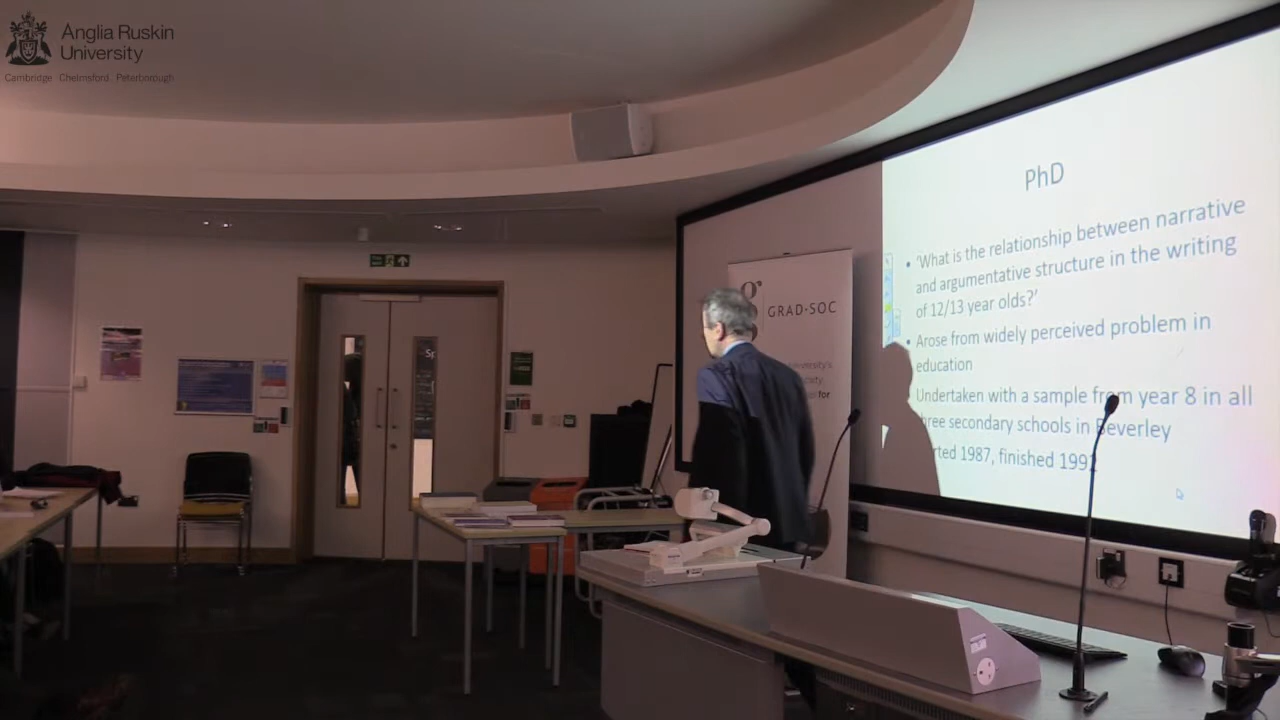 Anglia Ruskin
University
Cambridge Chelmsford Peterborough
GRAD-SOC
PhD
• 'What is the relationship between narrative
and argumentative structure in the writing
of 12/13 year olds?'
• Arose from widely perceived problem in
education
Undertaken with a sample from year 8 in all
secondary schools in Beverley
1987, finished